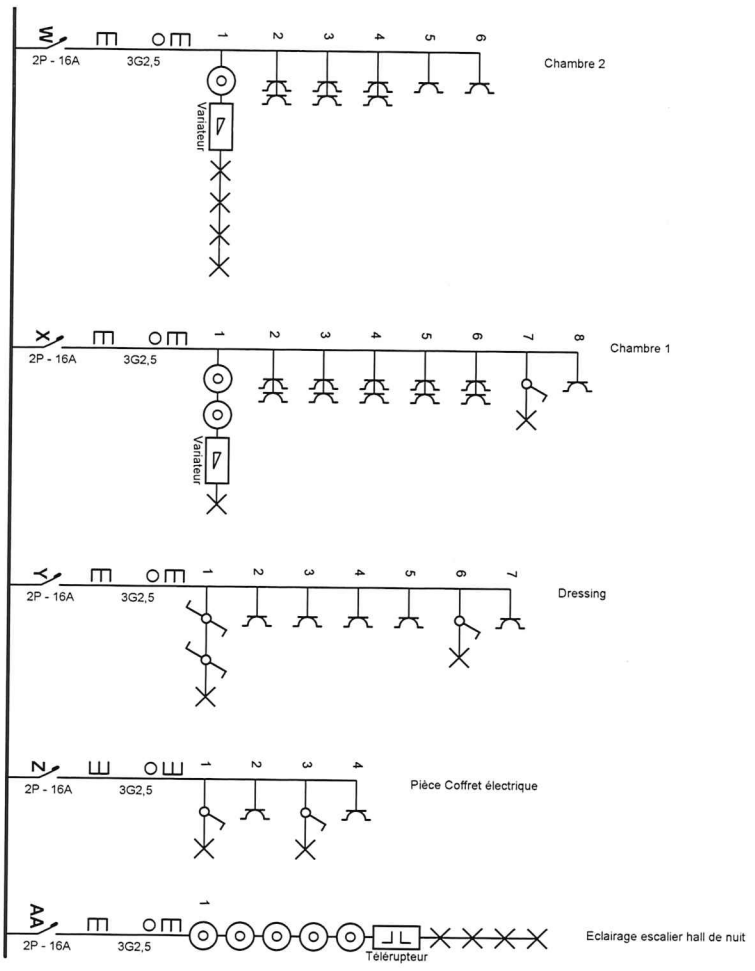 W
1 2 3 4 5 6
Chambre 2
2P - 16A
3G2,5
Variateur
X
1 2 3 4 5 6 7 8
Chambre 1
2P - 16A
3G2,5
Variateur
Y
1 2 3 4 5 6 7
Dressing
2P - 16A
3G2,5
Z
1 2 3 4
Pièce Coffret électrique
2P - 16A
3G2,5
AA
1
Eclairage escalier hall de nuit
2P - 16A
3G2,5
Télérupteur